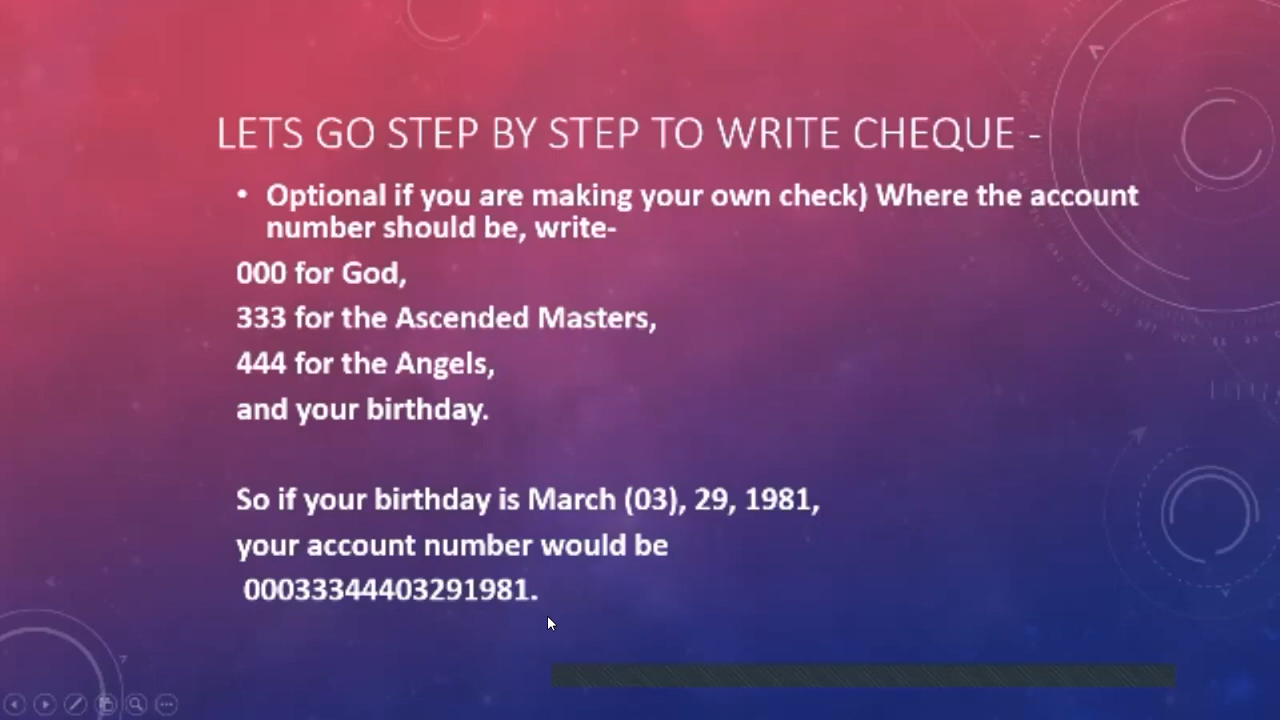 LETS GO STEP BY STEP TO WRITE CHEQUE -
• Optional if you are making your own check) Where the account
number should be, write-
000 for God,
333 for the Ascended Masters,
444 for the Angels,
and your birthday.
So if your birthday is March (03), 29, 1981,
your account number would be
00033344403291981.